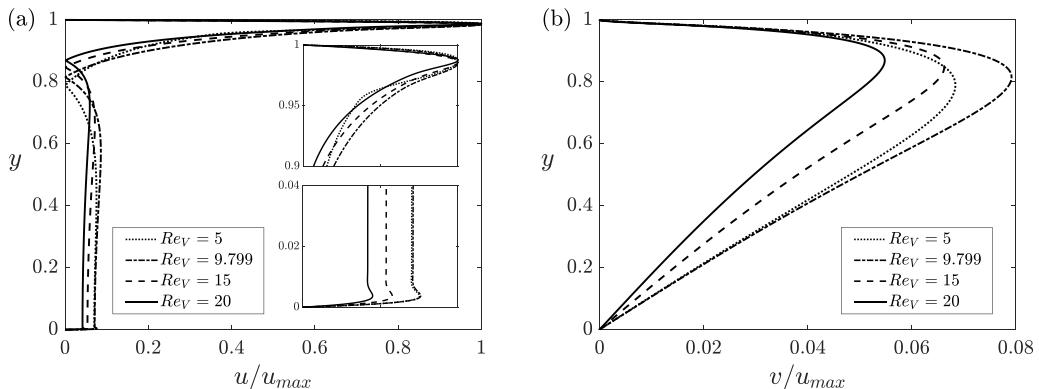 (a)
1
0.8
0.6
0.4
0.2
0
y
0
0.2
0.4
0.6
0.8
1
u/u_max
Re_V = 5
Re_V = 9.799
Re_V = 15
Re_V = 20
1
0.95
0.9
0.04
0.02
0
(b)
1
0.8
0.6
0.4
0.2
0
y
0
0.02
0.04
0.06
0.08
v/u_max
Re_V = 5
Re_V = 9.799
Re_V = 15
Re_V = 20